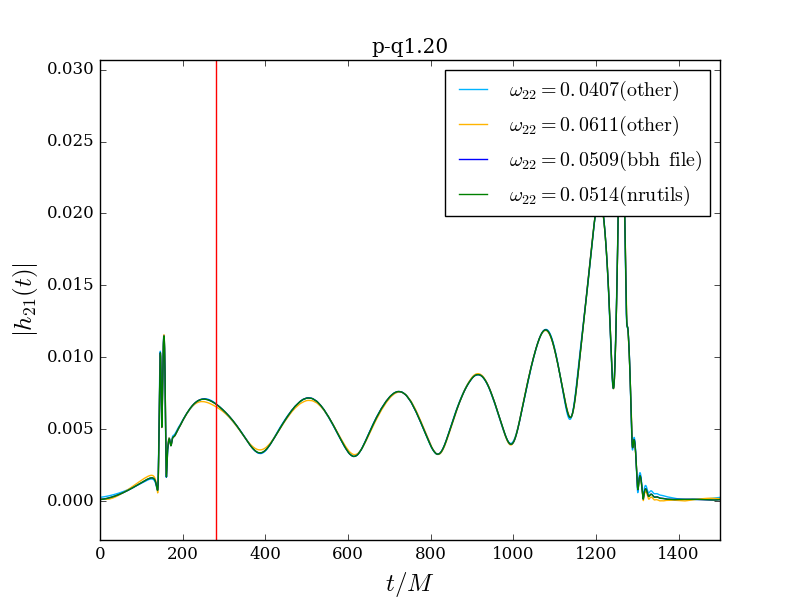 p-q1.20
0.030
0.025
0.020
0.015
0.010
0.005
0.000
|h₂₁(t)|
ω₂₂ = 0.0407(other)
ω₂₂ = 0.0611(other)
ω₂₂ = 0.0509(bbh file)
ω₂₂ = 0.0514(nrutils)
0 200 400 600 800 1000 1200 1400
t/M